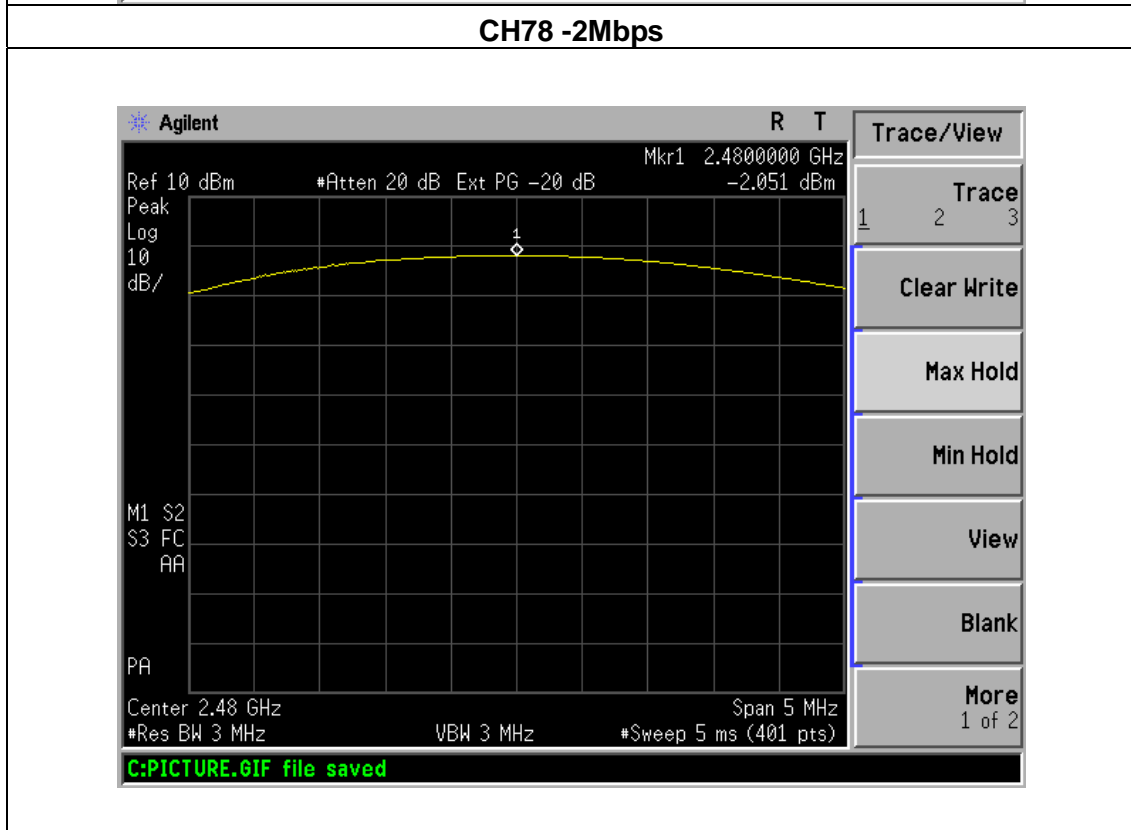 CH78 -2Mbps
Agilent R T
Mkr1 2.4800000 GHz
Ref 10 dBm #Atten 20 dB Ext PG -20 dB -2.051 dBm
Peak
Log
10
dB/
1
M1 S2
S3 FC
AA
PA
Center 2.48 GHz Span 5 MHz
#Res BW 3 MHz VBW 3 MHz #Sweep 5 ms (401 pts)
C:PICTURE.GIF file saved
Trace/View
Trace
1 2 3
Clear Write
Max Hold
Min Hold
View
Blank
More
1 of 2